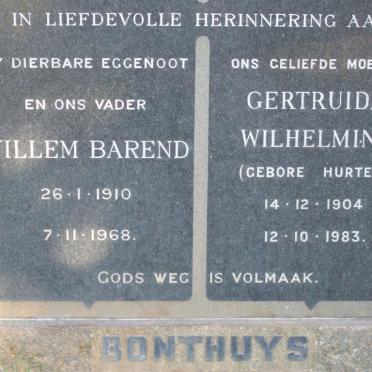 IN LIEFDEVOLLE HERINNERING AA
Y DIERBARE EGGENOOT
EN ONS VADER
WILLEM BAREND
26·1·1910
7·11·1968.
ONS GELIEFDE MOE
GERTRUIDA
WILHELMIN
(GEBORE HURTE
14·12·1904
12·10·1983.
GODS WEG IS VOLMAAK.
BONTHUYS